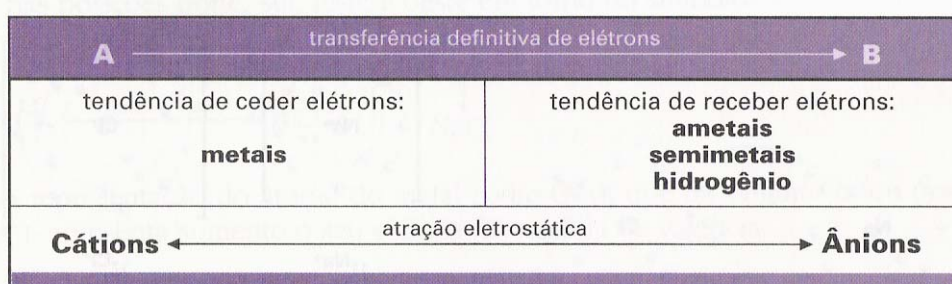 transferência definitiva de elétrons
A B
tendência de ceder elétrons:
metais
tendência de receber elétrons:
ametais
semimetais
hidrogênio
atração eletrostática
Cátions Ânions